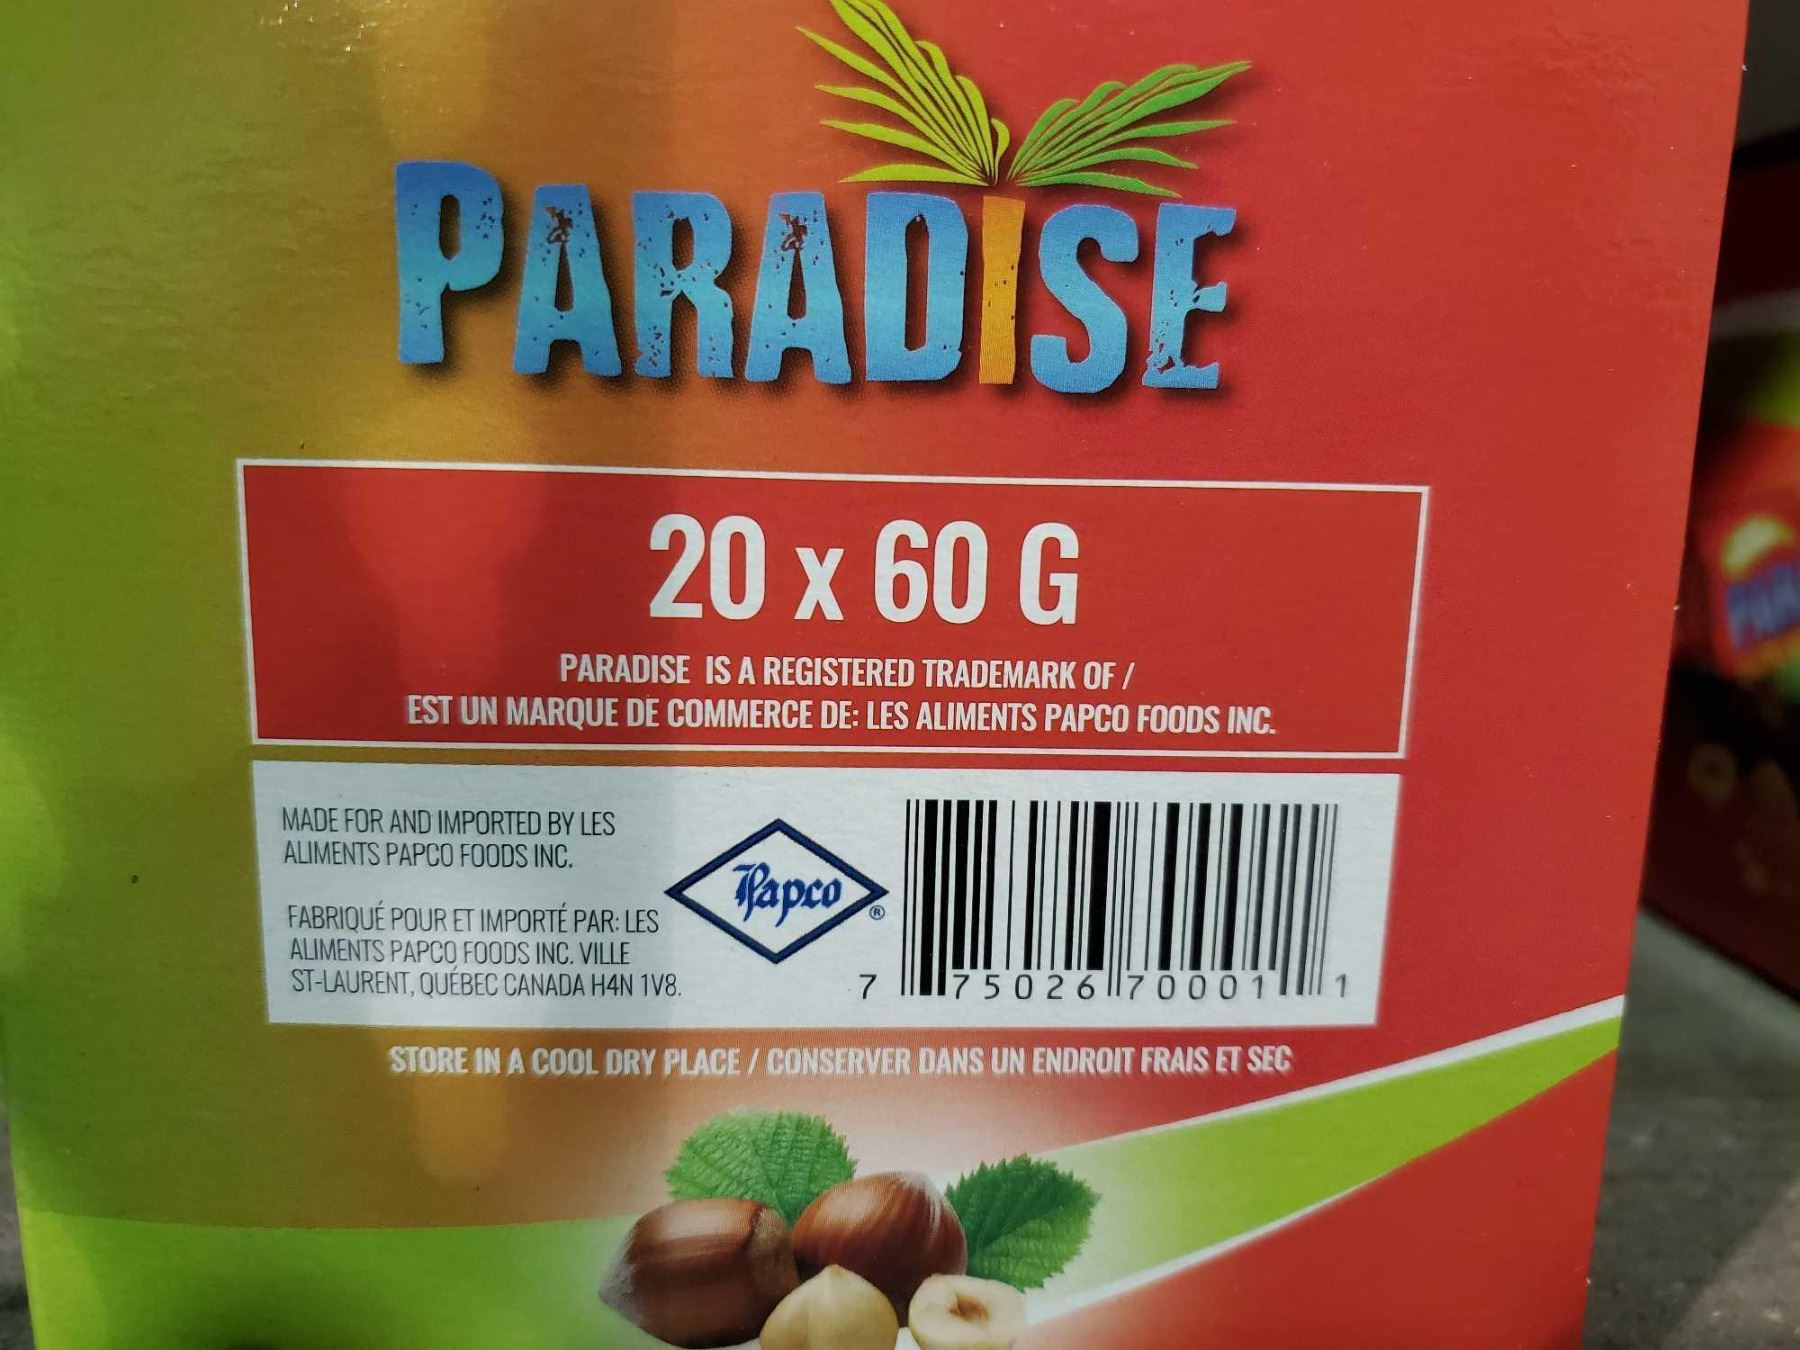 PARADISE
20 x 60 G
PARADISE IS A REGISTERED TRADEMARK OF /
EST UN MARQUE DE COMMERCE DE: LES ALIMENTS PAPCO FOODS INC.
MADE FOR AND IMPORTED BY LES
ALIMENTS PAPCO FOODS INC.
FABRIQUÉ POUR ET IMPORTÉ PAR: LES
ALIMENTS PAPCO FOODS INC. VILLE
ST-LAURENT, QUÉBEC CANADA H4N 1V8.
Papco ®
7 75026 70001 1
STORE IN A COOL DRY PLACE / CONSERVER DANS UN ENDROIT FRAIS ET SEC